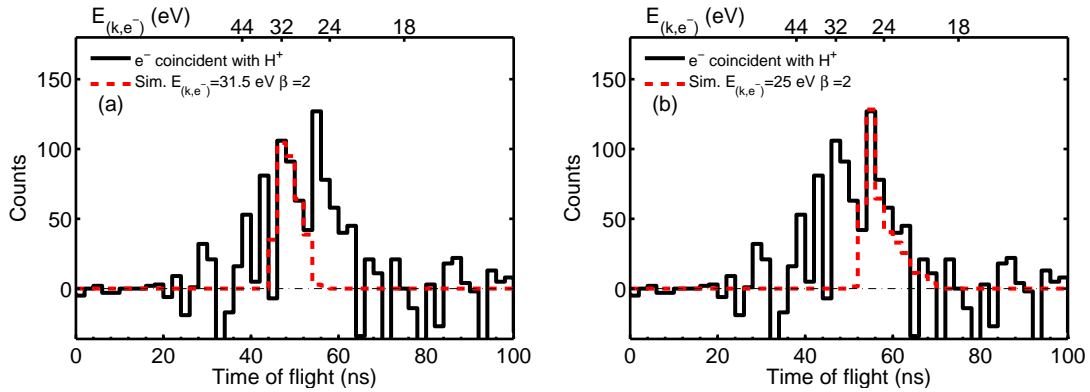 E(k,e−) (eV)
44 32 24 18
e− coincident with H+
Sim. E(k,e−)=31.5 eV β =2
(a)
Counts
150
100
50
0
0 20 40 60 80 100
Time of flight (ns)
E(k,e−) (eV)
44 32 24 18
e− coincident with H+
Sim. E(k,e−)=25 eV β =2
(b)
Counts
150
100
50
0
0 20 40 60 80 100
Time of flight (ns)